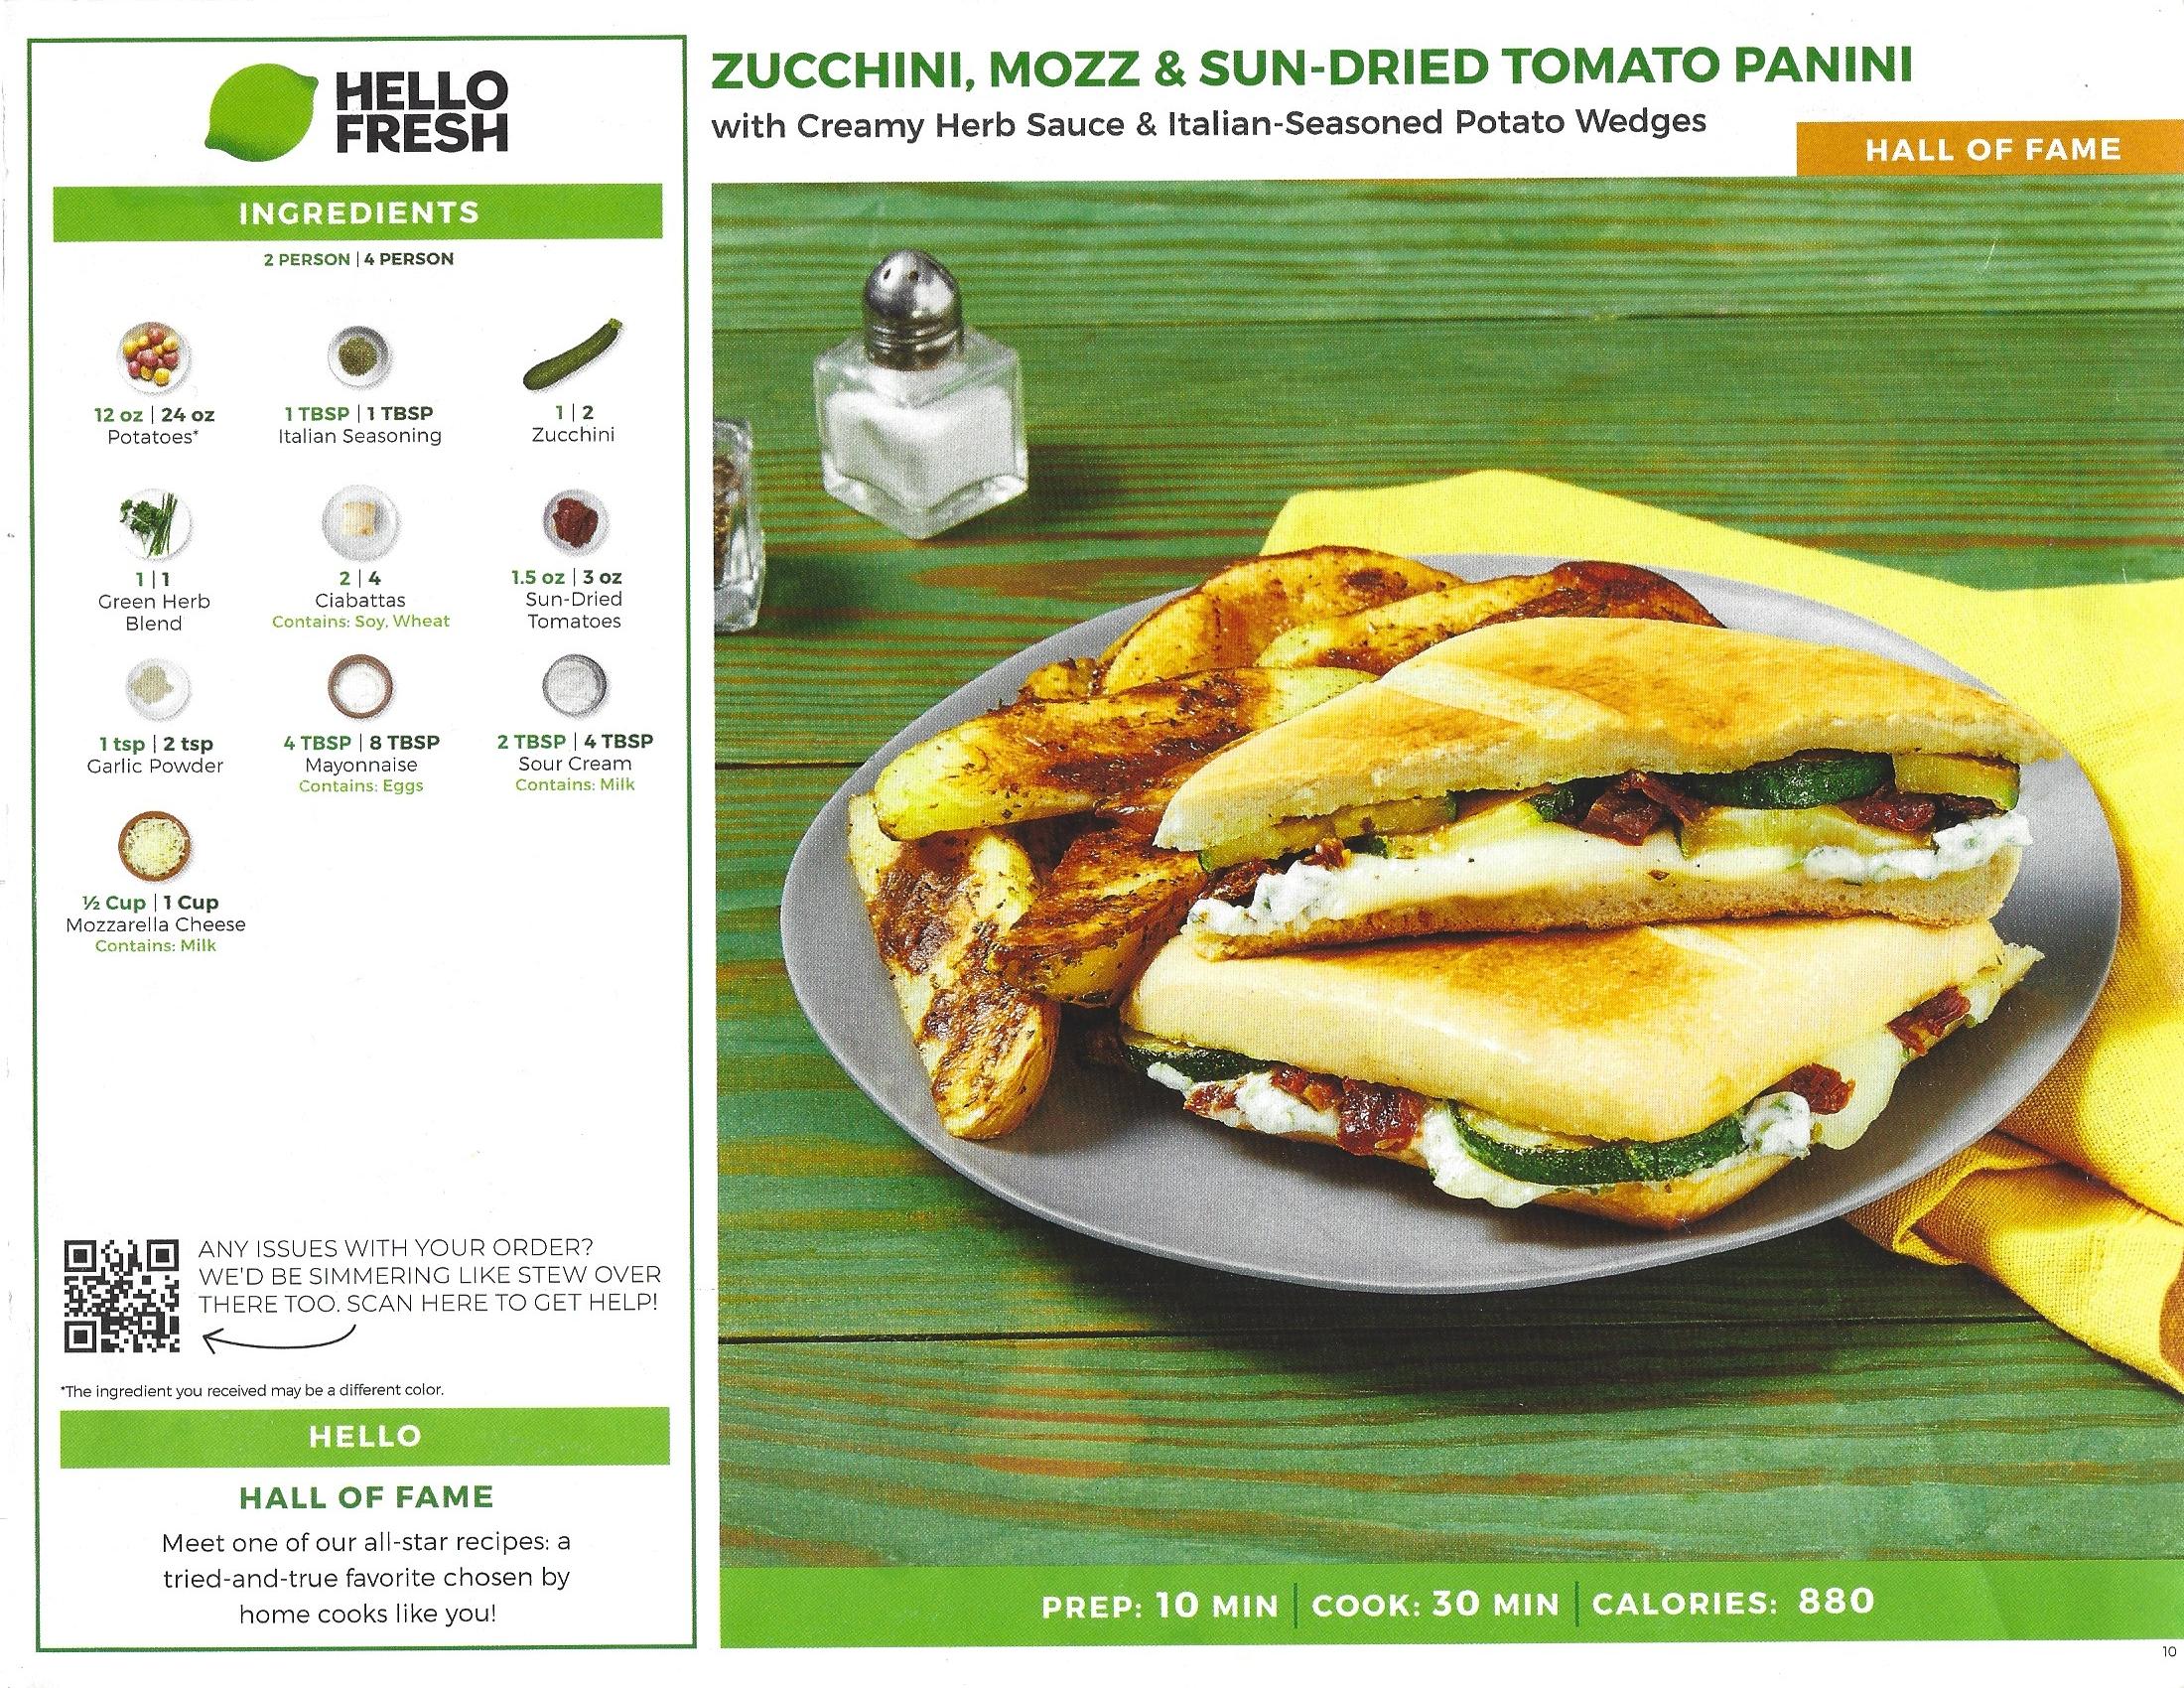 HELLO
FRESH
INGREDIENTS
2 PERSON | 4 PERSON
12 oz | 24 oz
Potatoes*
1 TBSP | 1 TBSP
Italian Seasoning
1 | 2
Zucchini
1 | 1
Green Herb
Blend
2 | 4
Ciabattas
Contains: Soy, Wheat
1.5 oz | 3 oz
Sun-Dried
Tomatoes
1 tsp | 2 tsp
Garlic Powder
4 TBSP | 8 TBSP
Mayonnaise
Contains: Eggs
2 TBSP | 4 TBSP
Sour Cream
Contains: Milk
½ Cup | 1 Cup
Mozzarella Cheese
Contains: Milk
ANY ISSUES WITH YOUR ORDER?
WE'D BE SIMMERING LIKE STEW OVER
THERE TOO. SCAN HERE TO GET HELP!
*The ingredient you received may be a different color.
HELLO
HALL OF FAME
Meet one of our all-star recipes: a
tried-and-true favorite chosen by
home cooks like you!
ZUCCHINI, MOZZ & SUN-DRIED TOMATO PANINI
with Creamy Herb Sauce & Italian-Seasoned Potato Wedges
HALL OF FAME
PREP: 10 MIN | COOK: 30 MIN | CALORIES: 880
10